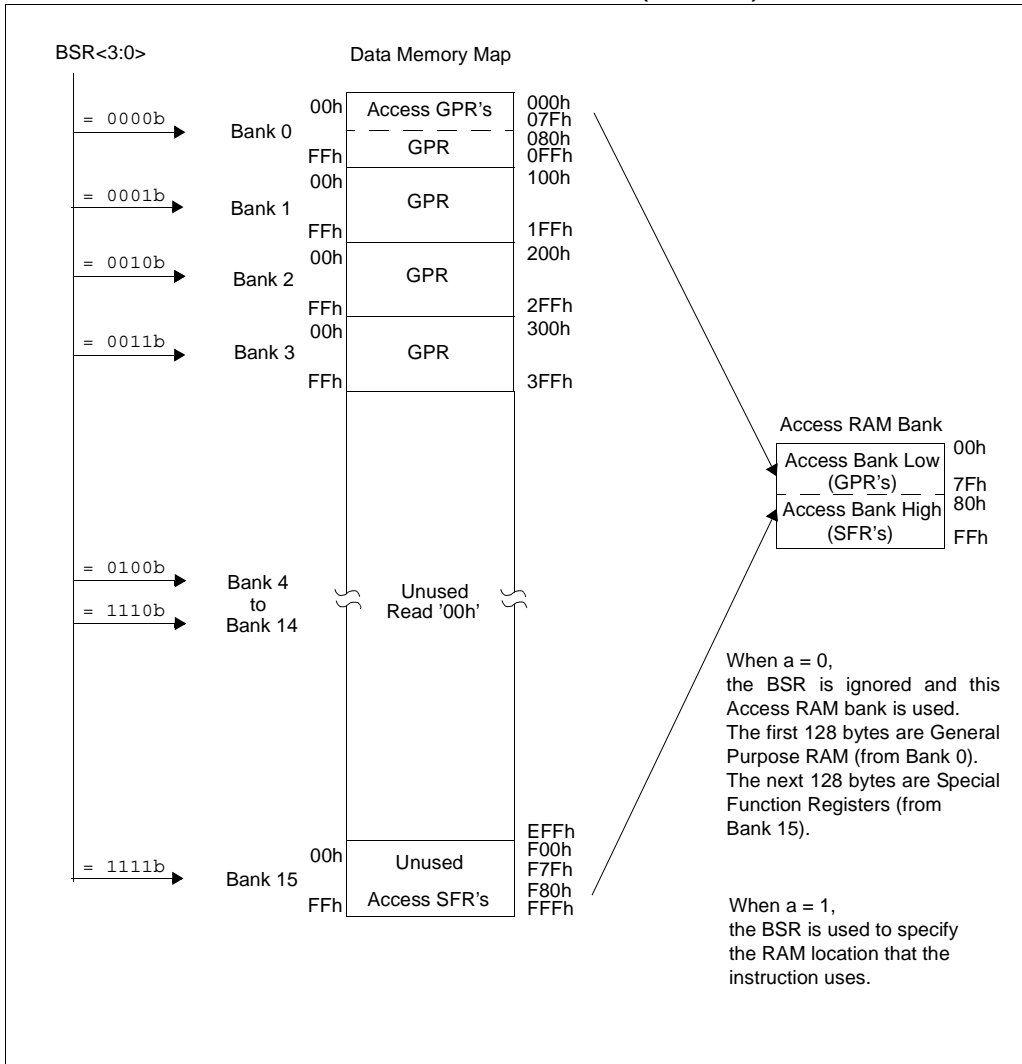 BSR<3:0>
Data Memory Map
= 0000b
Bank 0
00h
Access GPR's
000h
07Fh
FFh
GPR
080h
0FFh
= 0001b
Bank 1
00h
GPR
100h
FFh
1FFh
= 0010b
Bank 2
00h
GPR
200h
FFh
2FFh
= 0011b
Bank 3
00h
GPR
300h
FFh
3FFh
= 0100b
= 1110b
Bank 4
to
Bank 14
Unused
Read '00h'
EFFh
= 1111b
Bank 15
00h
Unused
F00h
F7Fh
FFh
Access SFR's
F80h
FFFh
Access RAM Bank
Access Bank Low
(GPR's)
00h
7Fh
Access Bank High
(SFR's)
80h
FFh
When a = 0,
the BSR is ignored and this
Access RAM bank is used.
The first 128 bytes are General
Purpose RAM (from Bank 0).
The next 128 bytes are Special
Function Registers (from
Bank 15).
When a = 1,
the BSR is used to specify
the RAM location that the
instruction uses.